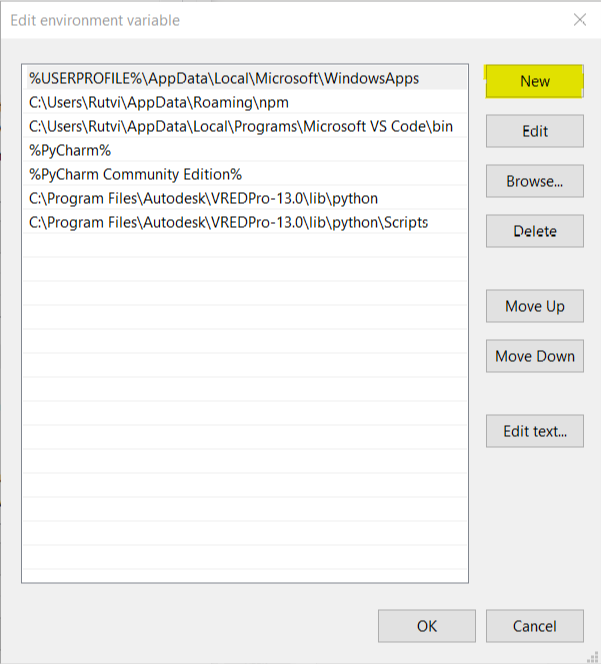 Edit environment variable
%USERPROFILE%\AppData\Local\Microsoft\WindowsApps
C:\Users\Rutvi\AppData\Roaming\npm
C:\Users\Rutvi\AppData\Local\Programs\Microsoft VS Code\bin
%PyCharm%
%PyCharm Community Edition%
C:\Program Files\Autodesk\VREDPro-13.0\lib\python
C:\Program Files\Autodesk\VREDPro-13.0\lib\python\Scripts
New
Edit
Browse...
Delete
Move Up
Move Down
Edit text...
OK
Cancel